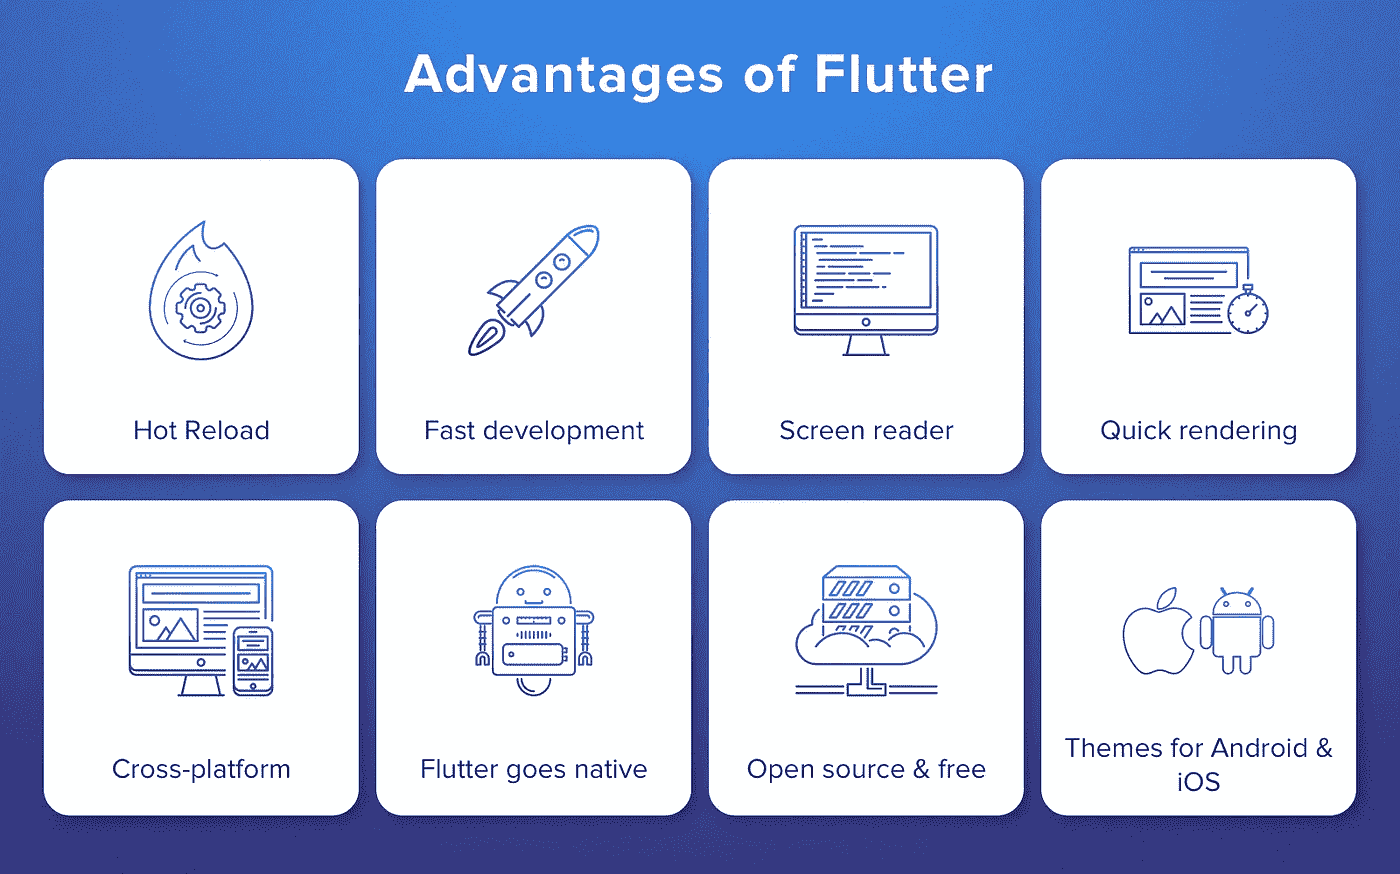 Advantages of Flutter
Hot Reload
Fast development
Screen reader
Quick rendering
Cross-platform
Flutter goes native
Open source & free
Themes for Android &
iOS